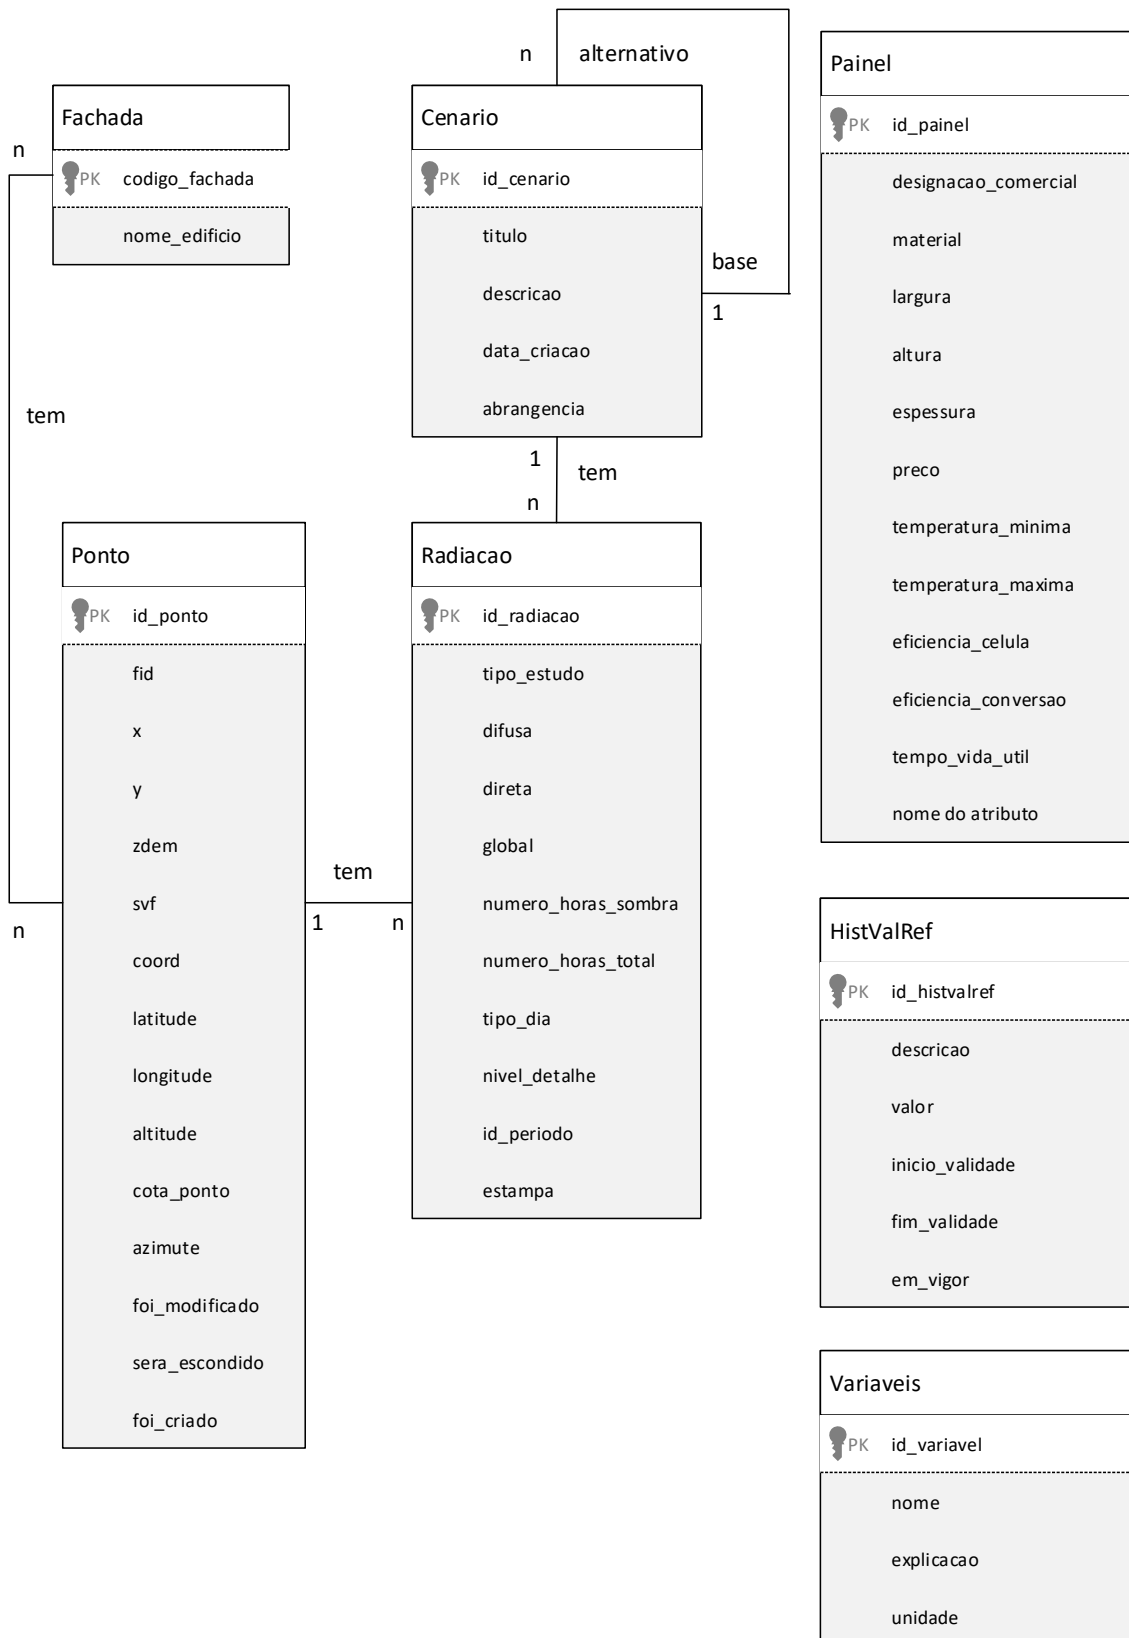 n alternativo
Fachada
n
PK codigo_fachada
nome_edificio
tem
n
Cenario
PK id_cenario
titulo
descricao
data_criacao
abrangencia
base
1
1
tem
n
Ponto
PK id_ponto
fid
x
y
zdem
svf
coord
latitude
longitude
altitude
cota_ponto
azimute
foi_modificado
sera_escondido
foi_criado
tem
1 n
Radiacao
PK id_radiacao
tipo_estudo
difusa
direta
global
numero_horas_sombra
numero_horas_total
tipo_dia
nivel_detalhe
id_periodo
estampa
Painel
PK id_painel
designacao_comercial
material
largura
altura
espessura
preco
temperatura_minima
temperatura_maxima
eficiencia_celula
eficiencia_conversao
tempo_vida_util
nome do atributo
HistValRef
PK id_histvalref
descricao
valor
inicio_validade
fim_validade
em_vigor
Variaveis
PK id_variavel
nome
explicacao
unidade